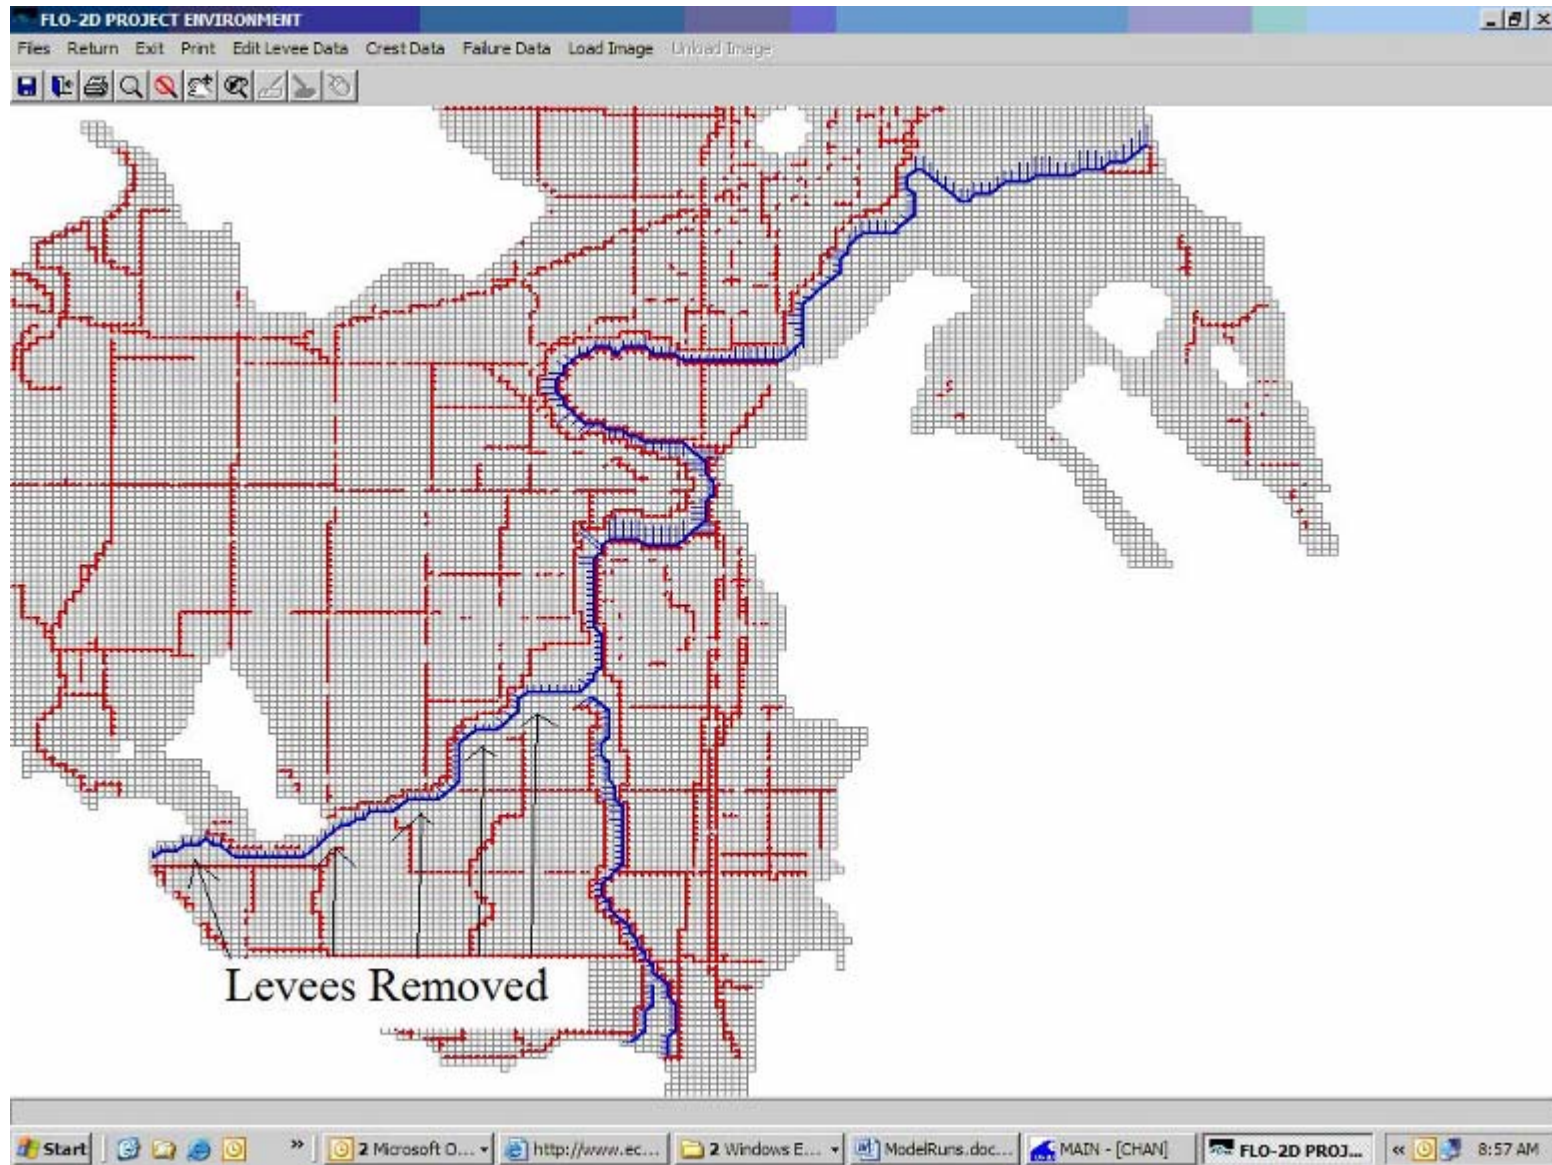 FLO-2D PROJECT ENVIRONMENT
Files Return Exit Print Edit Levee Data Crest Data Failure Data Load Image Unload Image
Levees Removed
Start » 2 Microsoft O... http://www.ec... 2 Windows E... ModelRuns.doc... MAIN - [CHAN] FLO-2D PROJ... « 8:57 AM